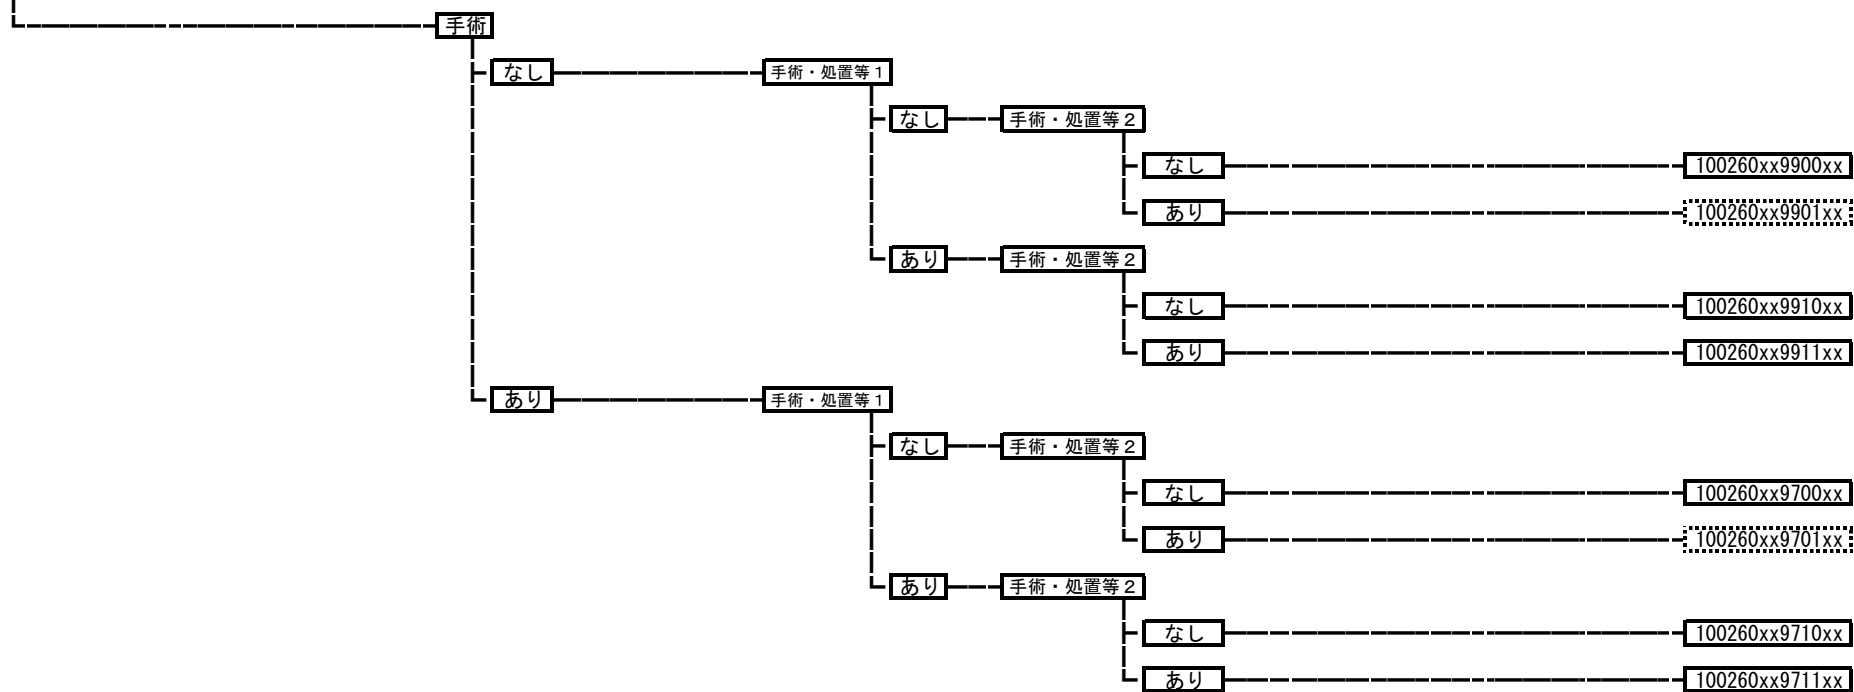 手術
なし 手術・処置等１
なし 手術・処置等２
なし 100260xx9900xx
あり 100260xx9901xx
あり 手術・処置等２
なし 100260xx9910xx
あり 100260xx9911xx
あり 手術・処置等１
なし 手術・処置等２
なし 100260xx9700xx
あり 100260xx9701xx
あり 手術・処置等２
なし 100260xx9710xx
あり 100260xx9711xx